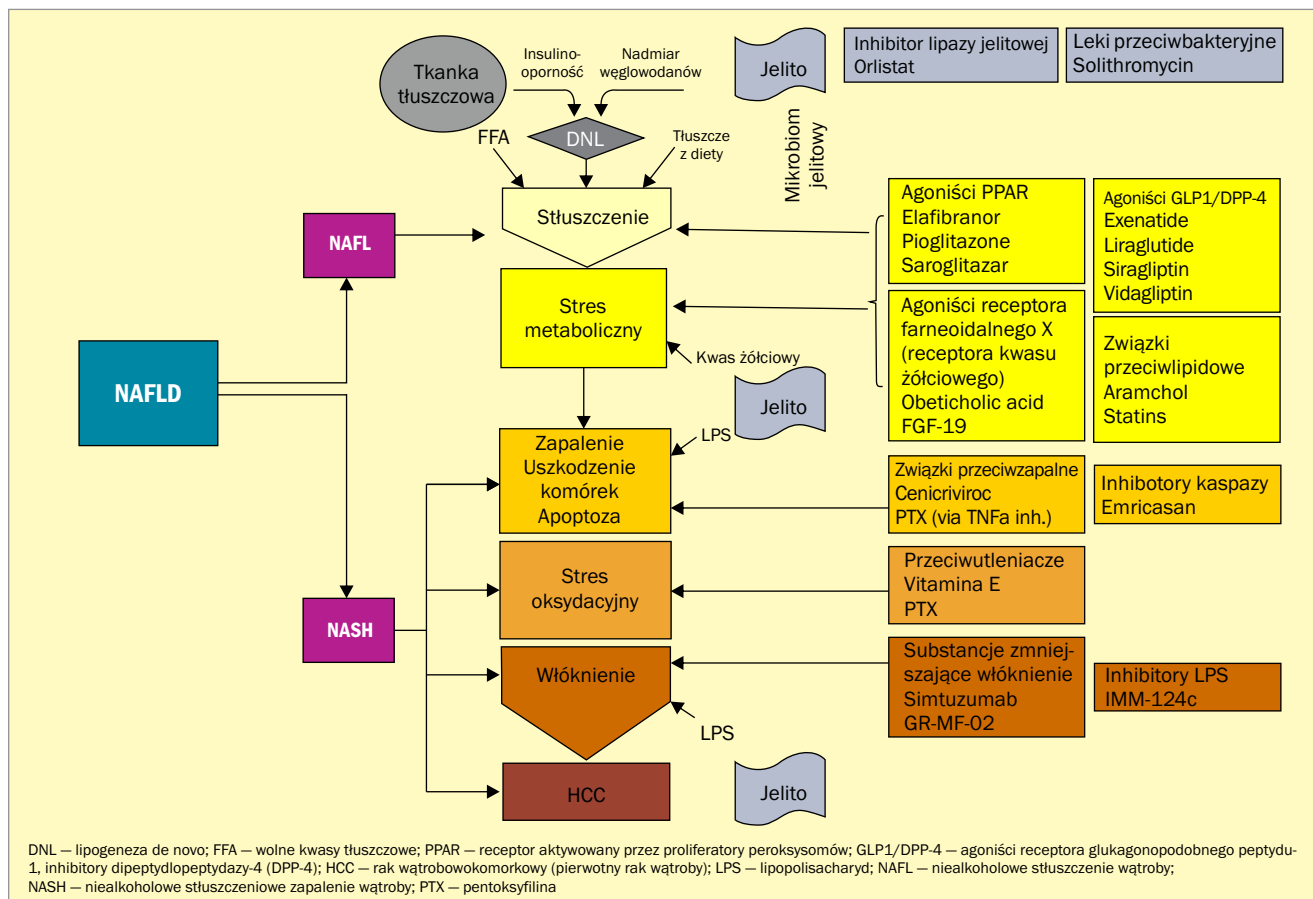 Tkanka
tłuszczowa
Insulino-
oporność
Nadmiar
węglowodanów
Jelito
Inhibitor lipazy jelitowej
Orlistat
Leki przeciwbakteryjne
Solithromycin
FFA
DNL
Tłuszcze
z diety
Mikrobiom
jelitowy
Stłuszczenie
NAFL
Agoniści PPAR
Elafibranor
Pioglitazone
Saroglitazar
Agoniści GLP1/DPP-4
Exenatide
Liraglutide
Siragliptin
Vidagliptin
Stres
metaboliczny
Kwas żółciowy
Agoniści receptora
farneoidalnego X
(receptora kwasu
żółciowego)
Obeticholic acid
FGF-19
Związki
przeciwlipidowe
Aramchol
Statins
NAFLD
Jelito
LPS
Zapalenie
Uszkodzenie
komórek
Apoptoza
Związki przeciwzapalne
Cenicriviroc
PTX (via TNFa inh.)
Inhibotory kaspazy
Emricasan
Stres
oksydacyjny
Przeciwutleniacze
Vitamina E
PTX
NASH
Włóknienie
Substancje zmniej-
szające włóknienie
Simtuzumab
GR-MF-02
Inhibitory LPS
IMM-124c
LPS
HCC
Jelito
DNL — lipogeneza de novo; FFA — wolne kwasy tłuszczowe; PPAR — receptor aktywowany przez proliferatory peroksysomów; GLP1/DPP-4 — agoniści receptora glukagonopodobnego peptydu-
1, inhibitory dipeptydlopeptydazy-4 (DPP-4); HCC — rak wątrobowokomorkowy (pierwotny rak wątroby); LPS — lipopolisacharyd; NAFL — niealkoholowe stłuszczenie wątroby;
NASH — niealkoholowe stłuszczeniowe zapalenie wątroby; PTX — pentoksyfilina